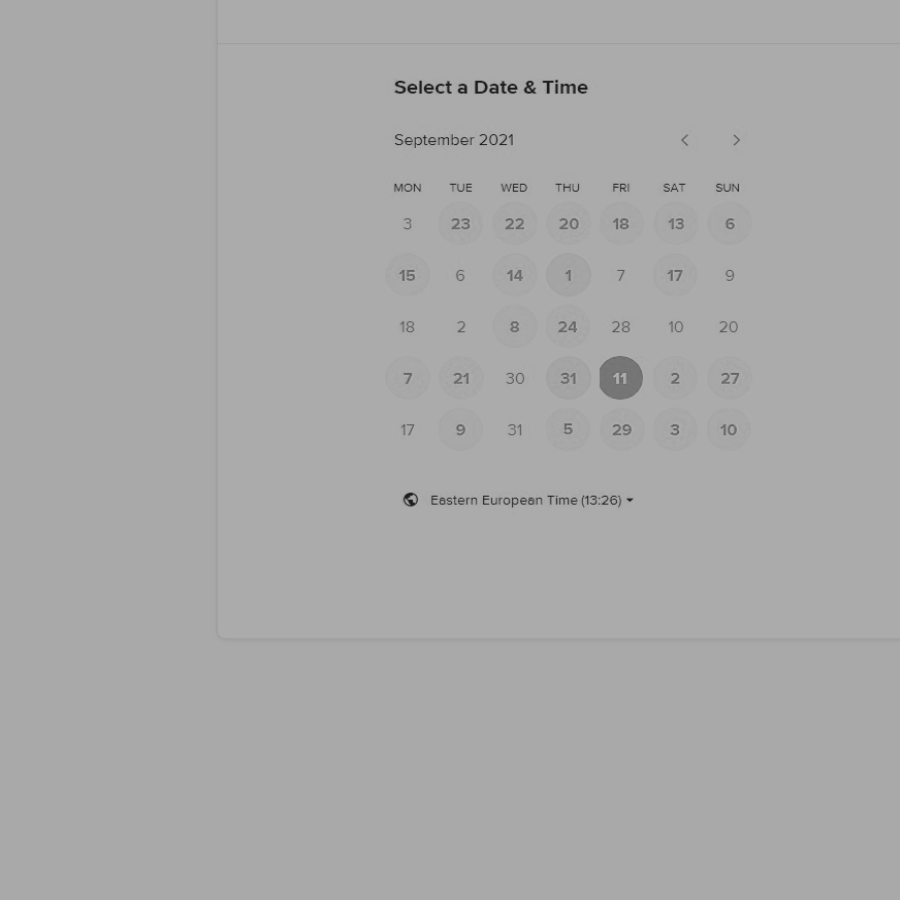 Select a Date & Time
September 2021
MON TUE WED THU FRI SAT SUN
3 23 22 20 18 13 6
15 6 14 1 7 17 9
18 2 8 24 28 10 20
7 21 30 31 11 2 27
17 9 31 5 29 3 10
Eastern European Time (13:26)